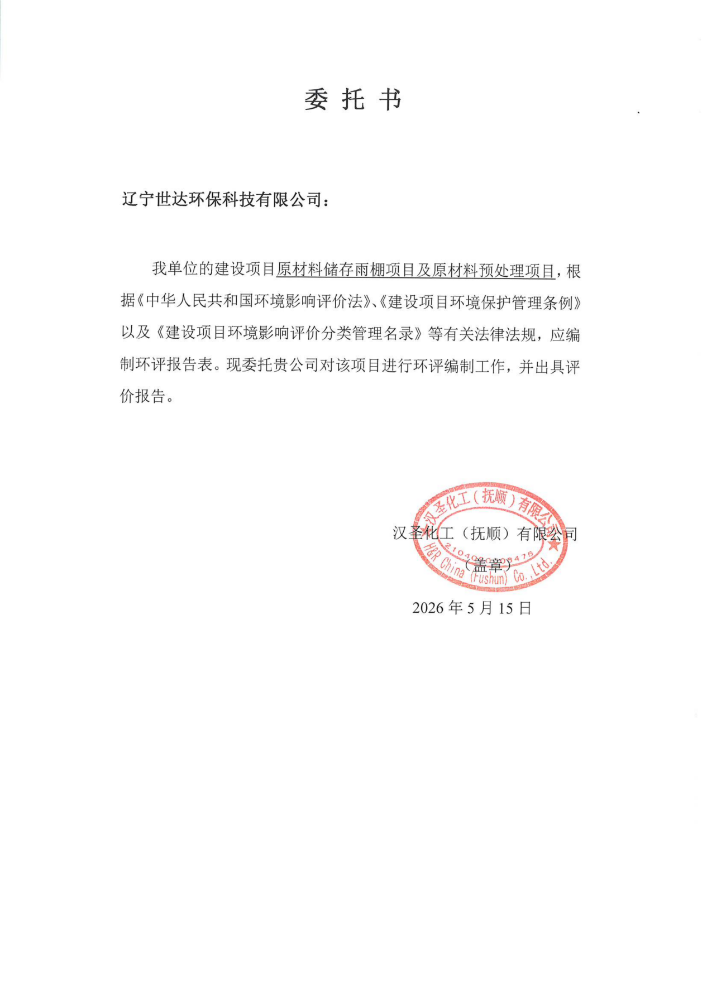 委托书
辽宁世达环保科技有限公司：
我单位的建设项目原材料储存雨棚项目及原材料预处理项目，根
据《中华人民共和国环境影响评价法》、《建设项目环境保护管理条例》
以及《建设项目环境影响评价分类管理名录》等有关法律法规，应编
制环评报告表。现委托贵公司对该项目进行环评编制工作，并出具评
价报告。
汉圣化工（抚顺）有限公司
汉圣化工（抚顺）有限公司
（盖章）
H&R China (Fushun) Co.,Ltd.
2026年5月15日